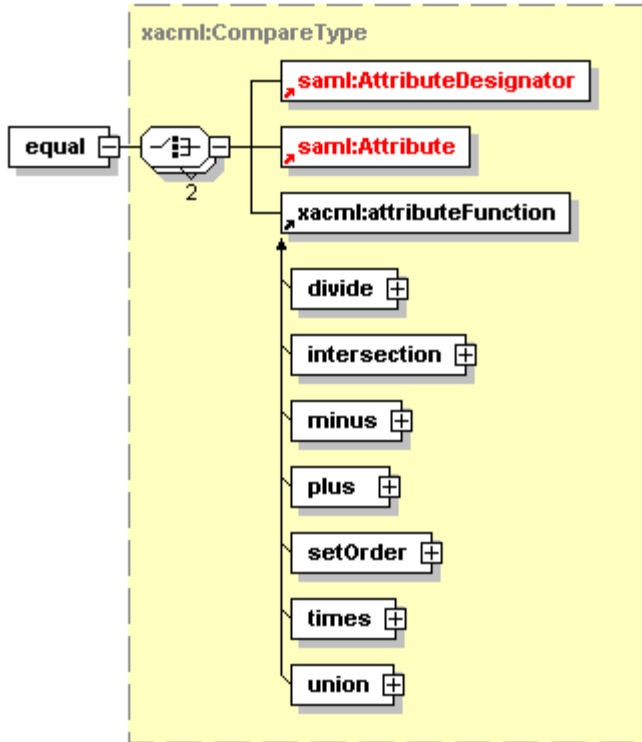 xacml:CompareType
saml:AttributeDesignator
equal
saml:Attribute
2
xacml:attributeFunction
divide
intersection
minus
plus
setOrder
times
union